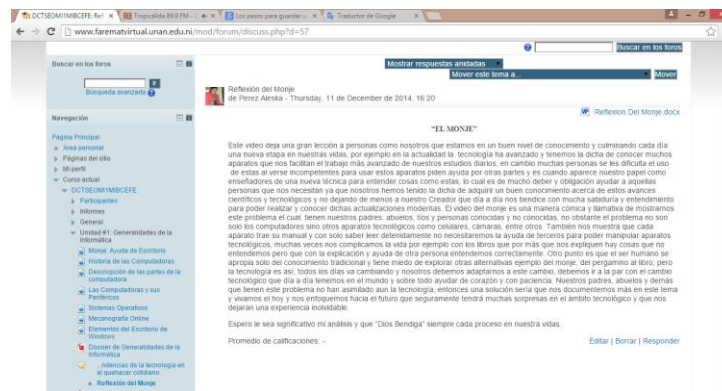 DCTSEOMI1MIBCEFE: Ref
Tropicálida 89.9 FM -
Los pasos para guardar u
Traductor de Google
www.farematvirtual.unan.edu.ni/mod/forum/discuss.php?d=57
Buscar en los foros
Buscar en los foros
Mostrar respuestas anidadas
Mover este tema a...
Mover
Búsqueda avanzada
Reflexión del Monje
de Perez Aleska - Thursday, 11 de December de 2014, 16:20
Reflexion Del Monje.docx
Navegación
Página Principal
Área personal
Páginas del sitio
Mi perfil
Curso actual
DCTSEOMI1MIBCEFE
Participantes
Informes
General
Unidad #1: Generalidades de la
Informática
Monje. Ayuda de Escritorio
Historia de las Computadoras
Descripción de las partes de la
computadora
Las Computadoras y sus
Periféricos
Sistemas Operativos
Mecanografía Online
Elementos del Escritorio de
Windows
Dossier de Generalidades de la
Informática
...ndencias de la tecnología en
el quehacer cotidiano
Reflexión del Monje
“EL MONJE”
Este video deja una gran lección a personas como nosotros que estamos en un buen nivel de conocimiento y culminando cada día
una nueva etapa en nuestras vidas, por ejemplo en la actualidad la tecnología ha avanzado y tenemos la dicha de conocer muchos
aparatos que nos facilitan el trabajo más avanzado de nuestros estudios diarios, en cambio muchas personas se les dificulta el uso
de estas al verse incompetentes para usar estos aparatos piden ayuda por otras partes y es cuando aparece nuestro papel como
enseñadores de una nueva técnica para entender cosas como estas, lo cual es de mucho deber y obligación ayudar a aquellas
personas que nos necesitan ya que nosotros hemos tenido la dicha de adquirir un buen conocimiento acerca de estos avances
científicos y tecnológicos y no dejando de menos a nuestro Creador que día a día nos bendice con mucha sabiduría y entendimiento
para poder realizar y conocer dichas actualizaciones modernas. El video del monje es una manera cómica y llamativa de mostrarnos
este problema el cual, tienen nuestros padres, abuelos, tíos y personas conocidas y no conocidas, no obstante el problema no son
solo los computadores sino otros aparatos tecnológicos como celulares, cámaras, entre otros. También nos muestra que cada
aparato trae su manual y con solo saber leer detenidamente no necesitaremos la ayuda de terceros para poder manipular aparatos
tecnológicos, muchas veces nos complicamos la vida por ejemplo con los libros que por más que nos expliquen hay cosas que no
entendemos pero que con la explicación y ayuda de otra persona entendemos correctamente. Otro punto es que el ser humano se
apropia solo del conocimiento tradicional y tiene miedo de explorar otras alternativas ejemplo del monje, del pergamino al libro; pero
la tecnología es así, todos los días va cambiando y nosotros debemos adaptarnos a este cambio, debemos ir a la par con el cambio
tecnológico que día a día tenemos en el mundo y sobre todo ayudar de corazón y con paciencia. Nuestros padres, abuelos y demás
que tienen este problema no han asimilado aun la tecnología, entonces una solución sería que nos documentemos más en este tema
y vivamos el hoy y nos enfoquemos hacia el futuro que seguramente tendrá muchas sorpresas en el ámbito tecnológico y que nos
dejaran una experiencia inolvidable.
Espero le sea significativo mi análisis y que “Dios Bendiga” siempre cada proceso en nuestra vidas.
Promedio de calificaciones: -
Editar | Borrar | Responder